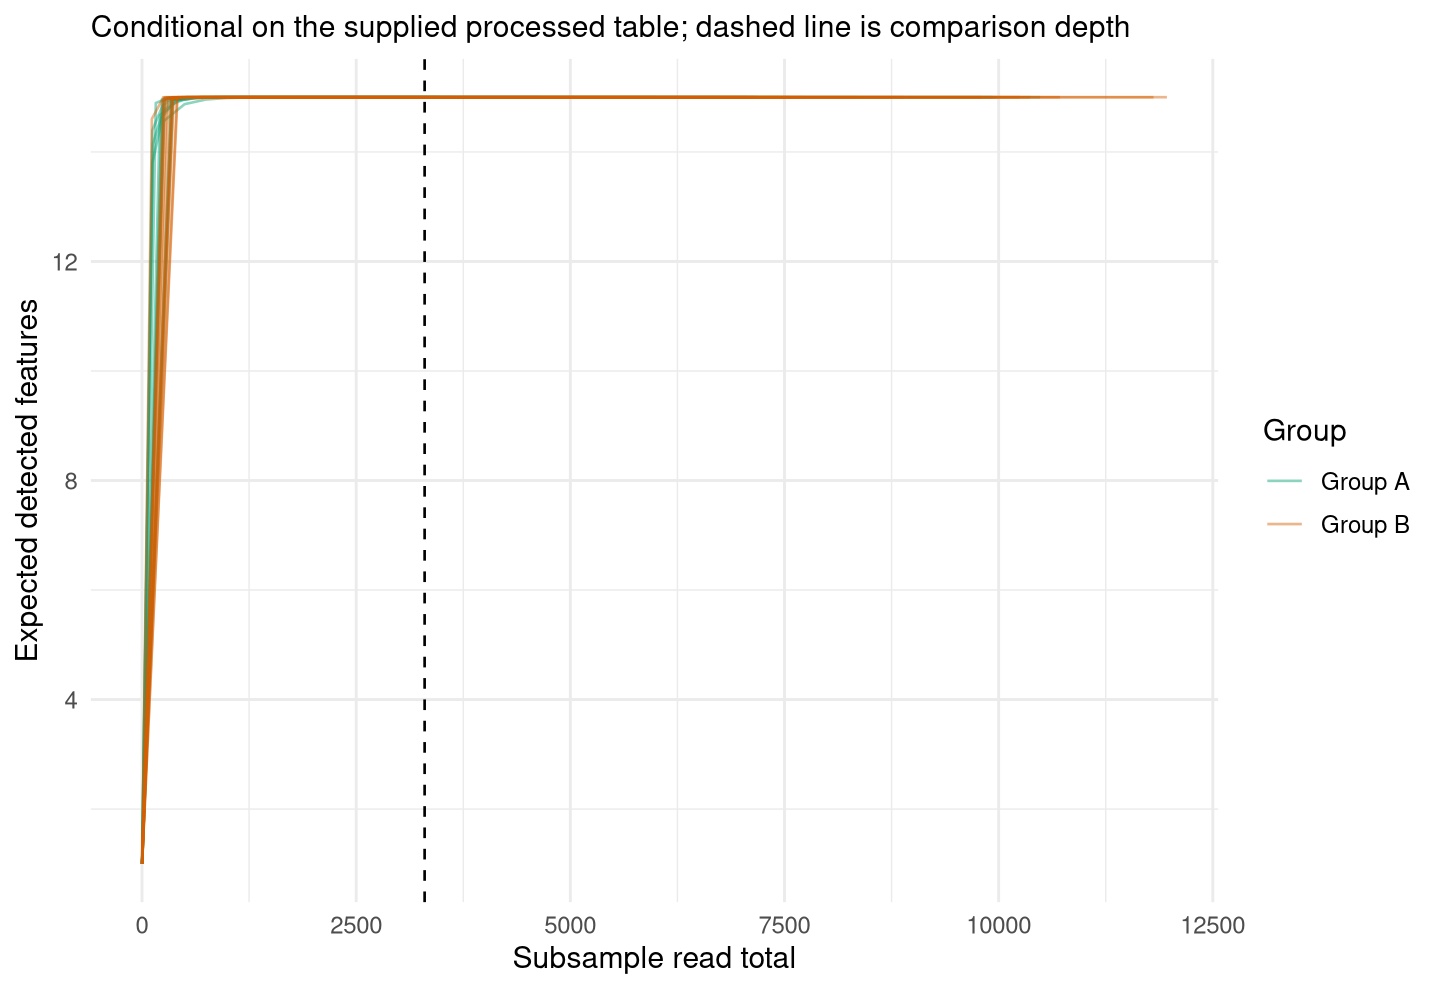 Conditional on the supplied processed table; dashed line is comparison depth
Expected detected features
12
8
4
0
2500
5000
7500
10000
12500
Subsample read total
Group
Group A
Group B